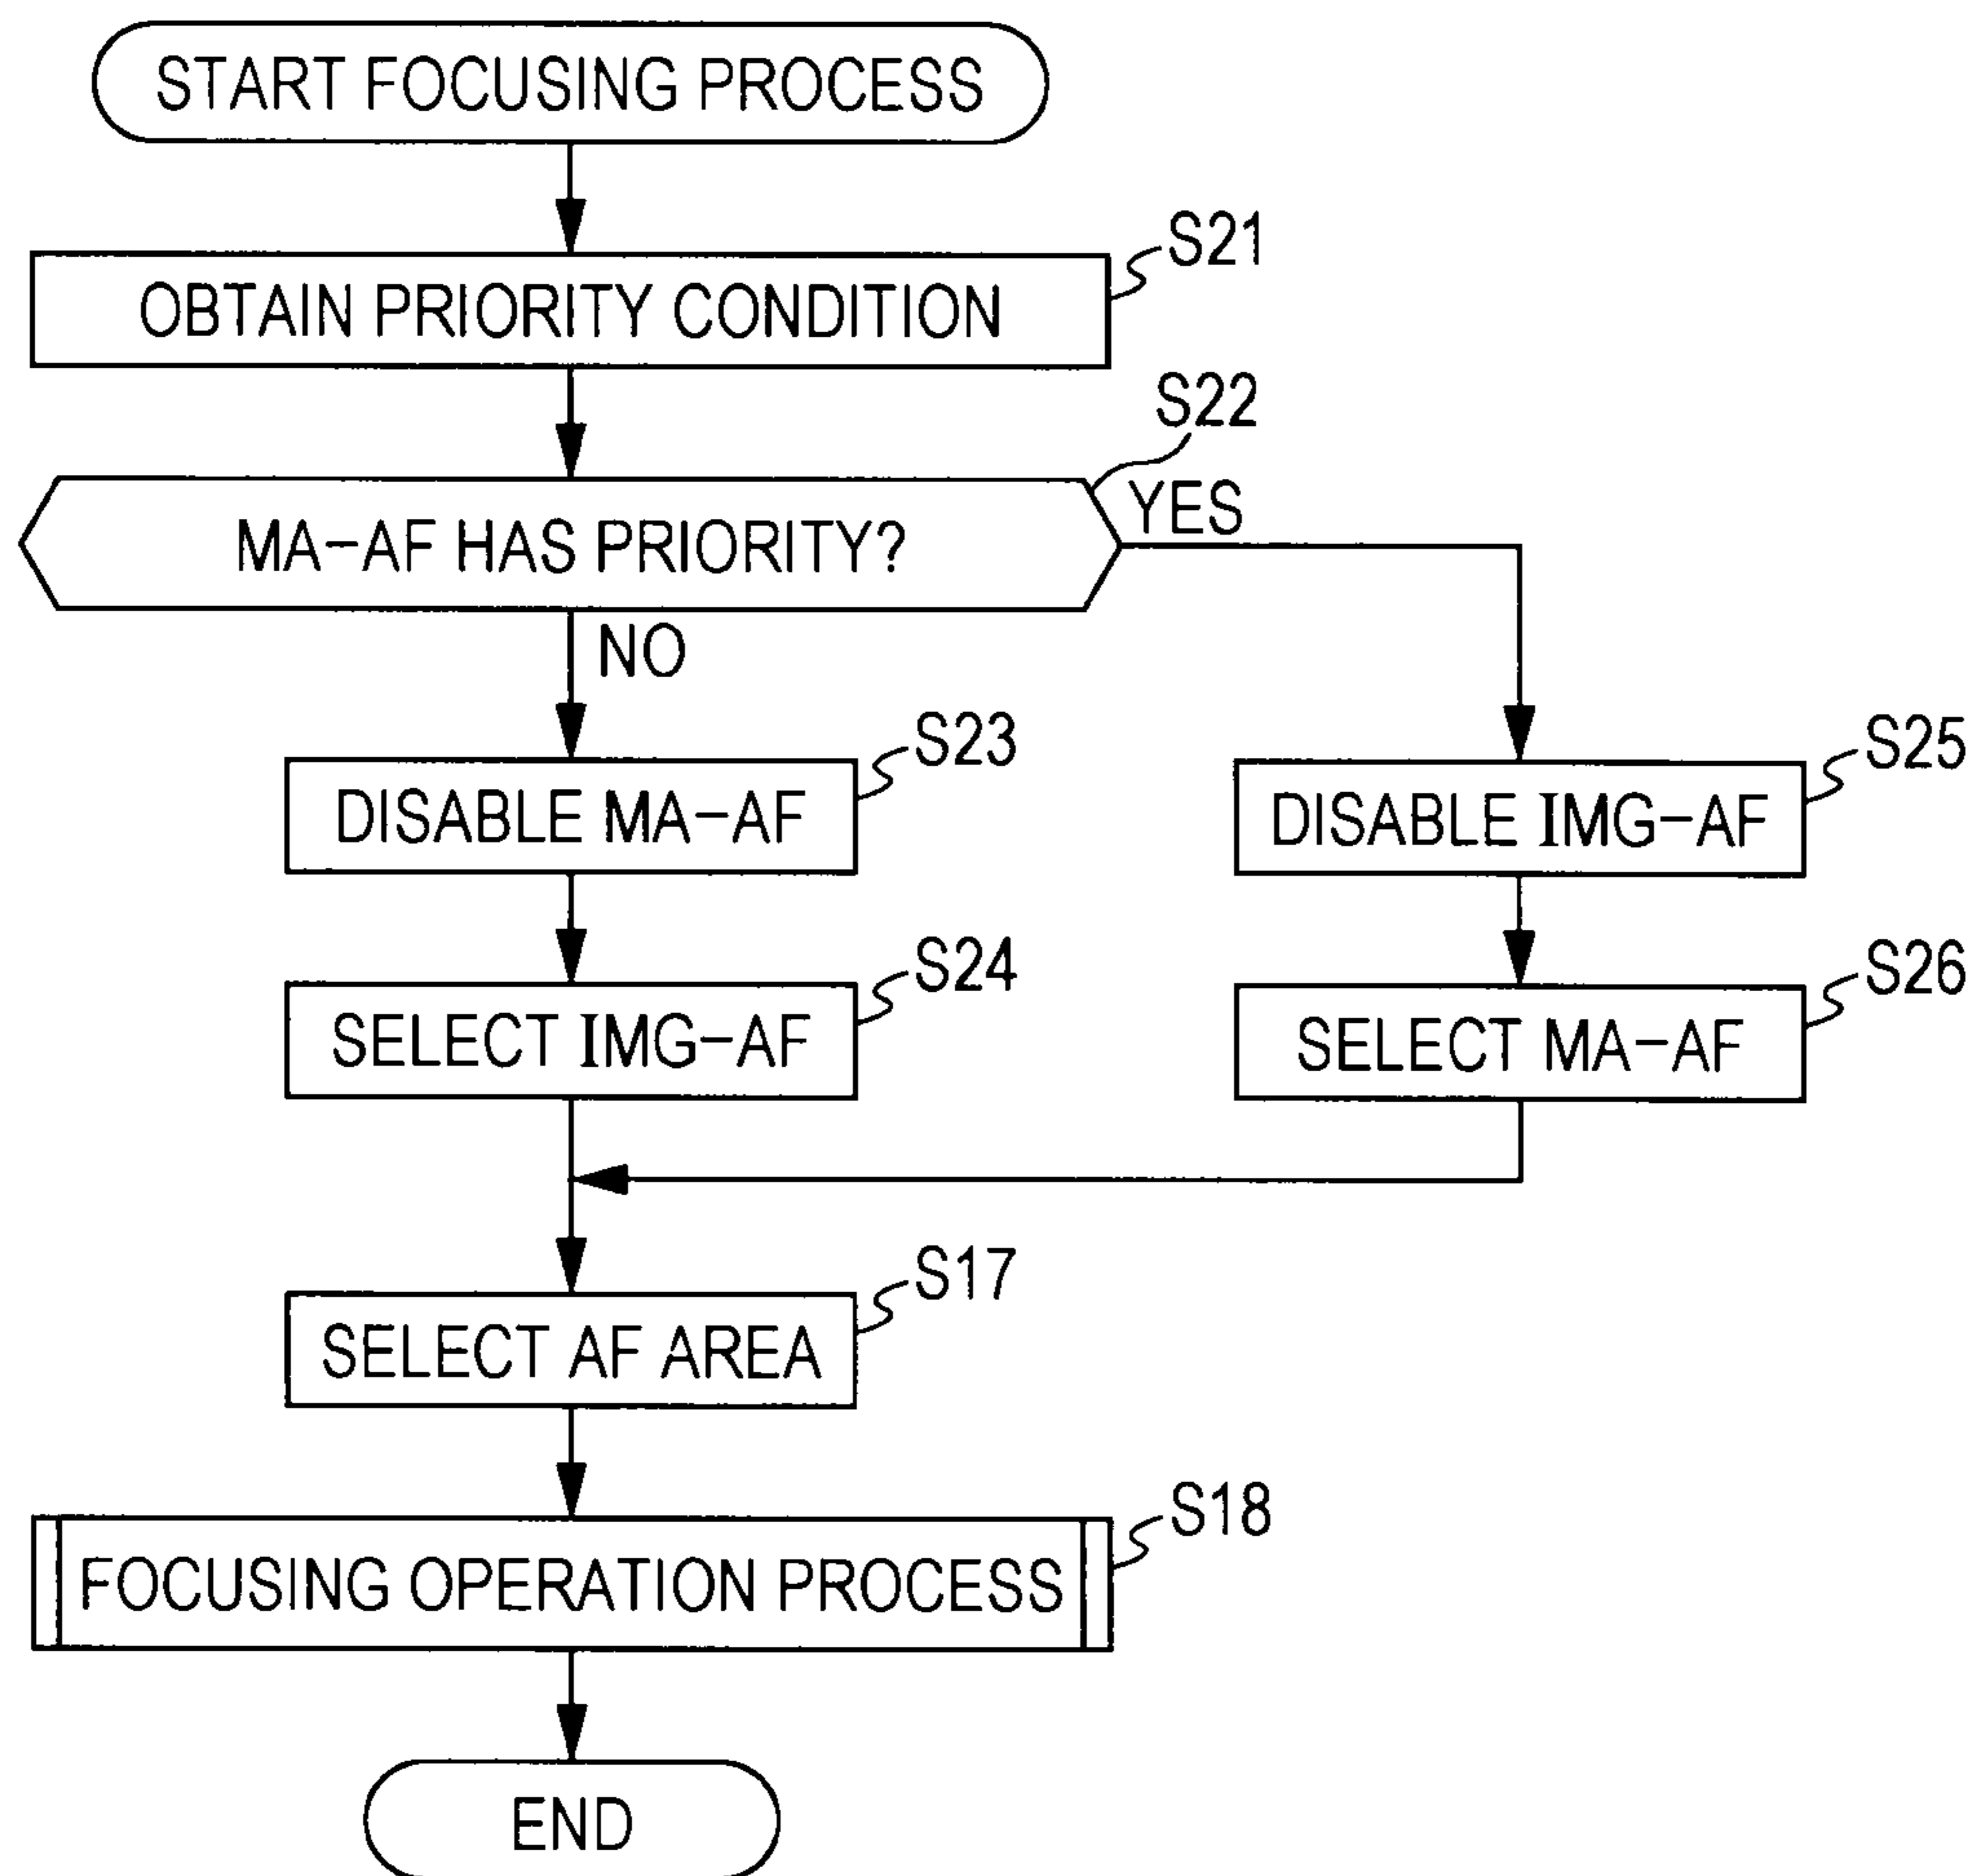 START FOCUSING PROCESS
S21
OBTAIN PRIORITY CONDITION
S22
MA-AF HAS PRIORITY?
YES
NO
S23
DISABLE MA-AF
S25
DISABLE IMG-AF
S24
SELECT IMG-AF
S26
SELECT MA-AF
S17
SELECT AF AREA
S18
FOCUSING OPERATION PROCESS
END